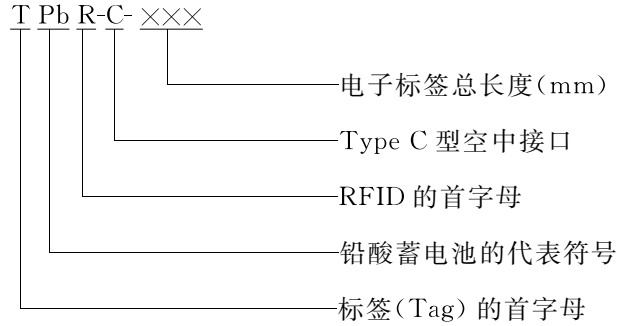 T Pb R-C-×××
电子标签总长度(mm)
Type C 型空中接口
RFID 的首字母
铅酸蓄电池的代表符号
标签(Tag) 的首字母